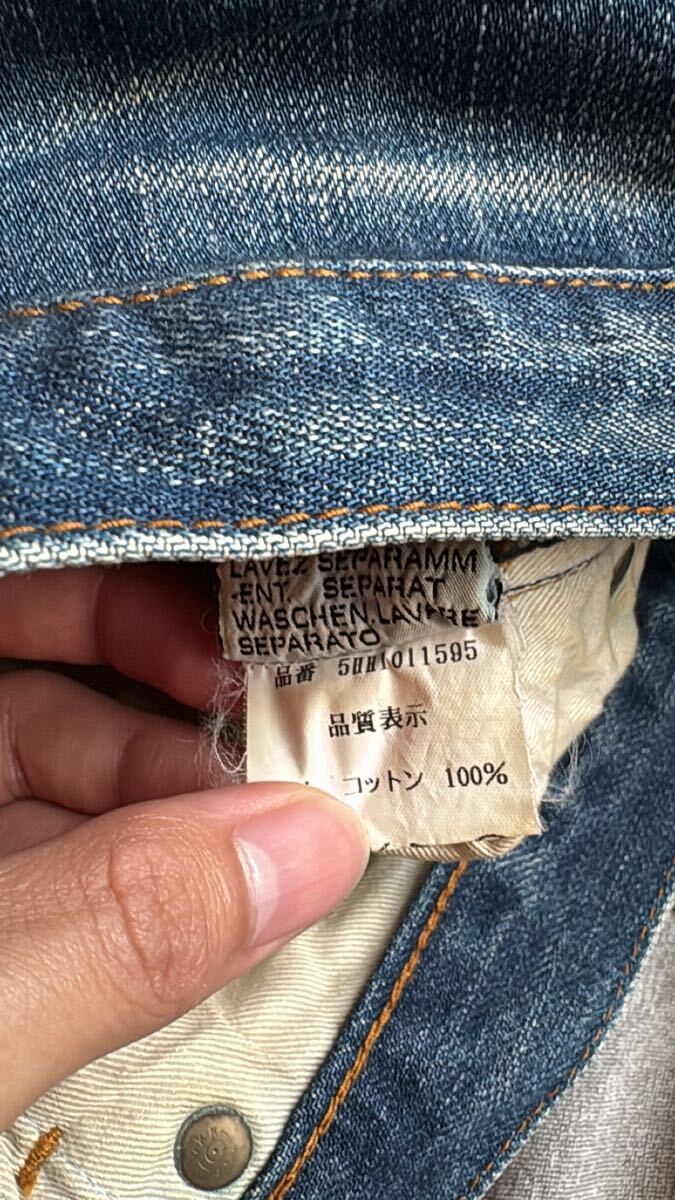 LAVEZ SEPARAMM
-ENT. SEPARAT
WASCHEN.LAVARE
SEPARATO
品番 5HH1011595
品質表示
コットン 100%